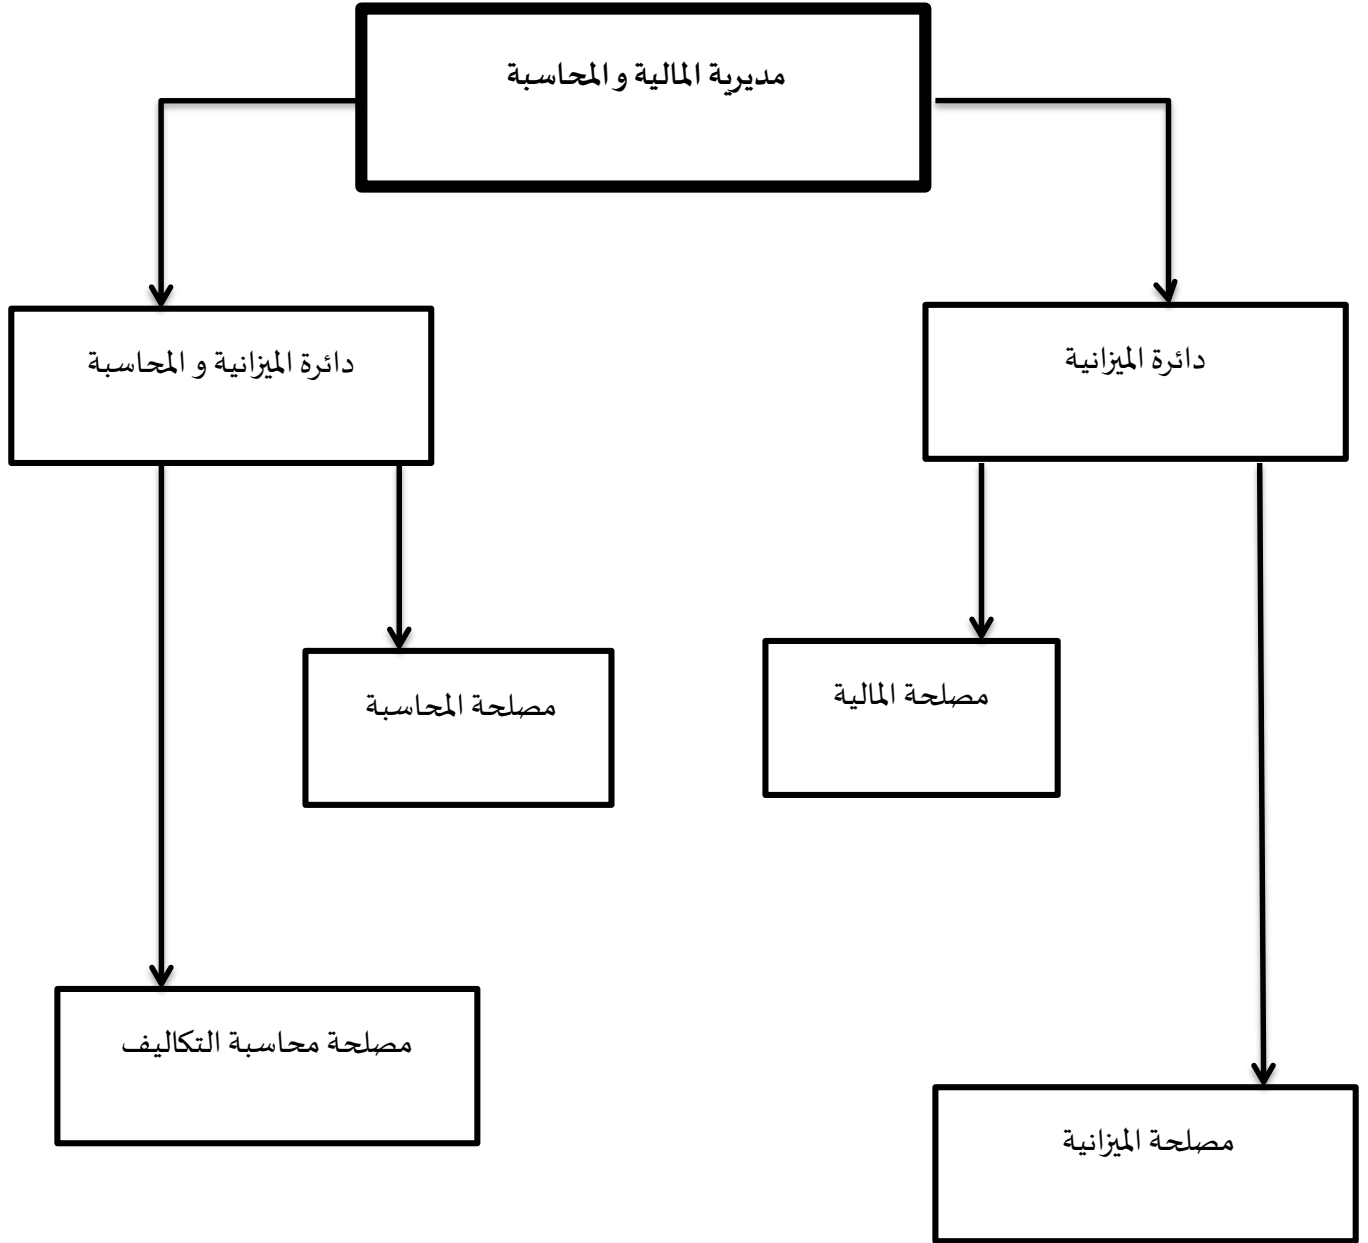 مديرية المالية و المحاسبة
دائرة الميزانية
دائرة الميزانية و المحاسبة
مصلحة المالية
مصلحة المحاسبة
مصلحة محاسبة التكاليف
مصلحة الميزانية